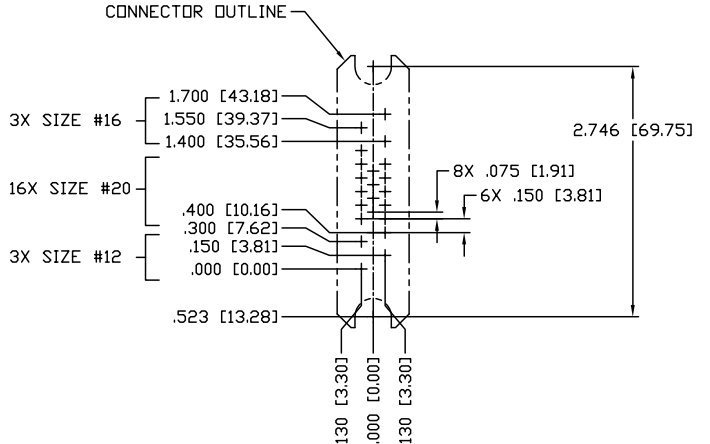 CONNECTOR OUTLINE
1.700 [43.18]
3X SIZE #16
1.550 [39.37]
1.400 [35.56]
2.746 [69.75]
8X .075 [1.91]
16X SIZE #20
6X .150 [3.81]
.400 [10.16]
.300 [7.62]
.150 [3.81]
3X SIZE #12
.000 [0.00]
.523 [13.28]
130 [3.30]
.000 [0.00]
130 [3.30]